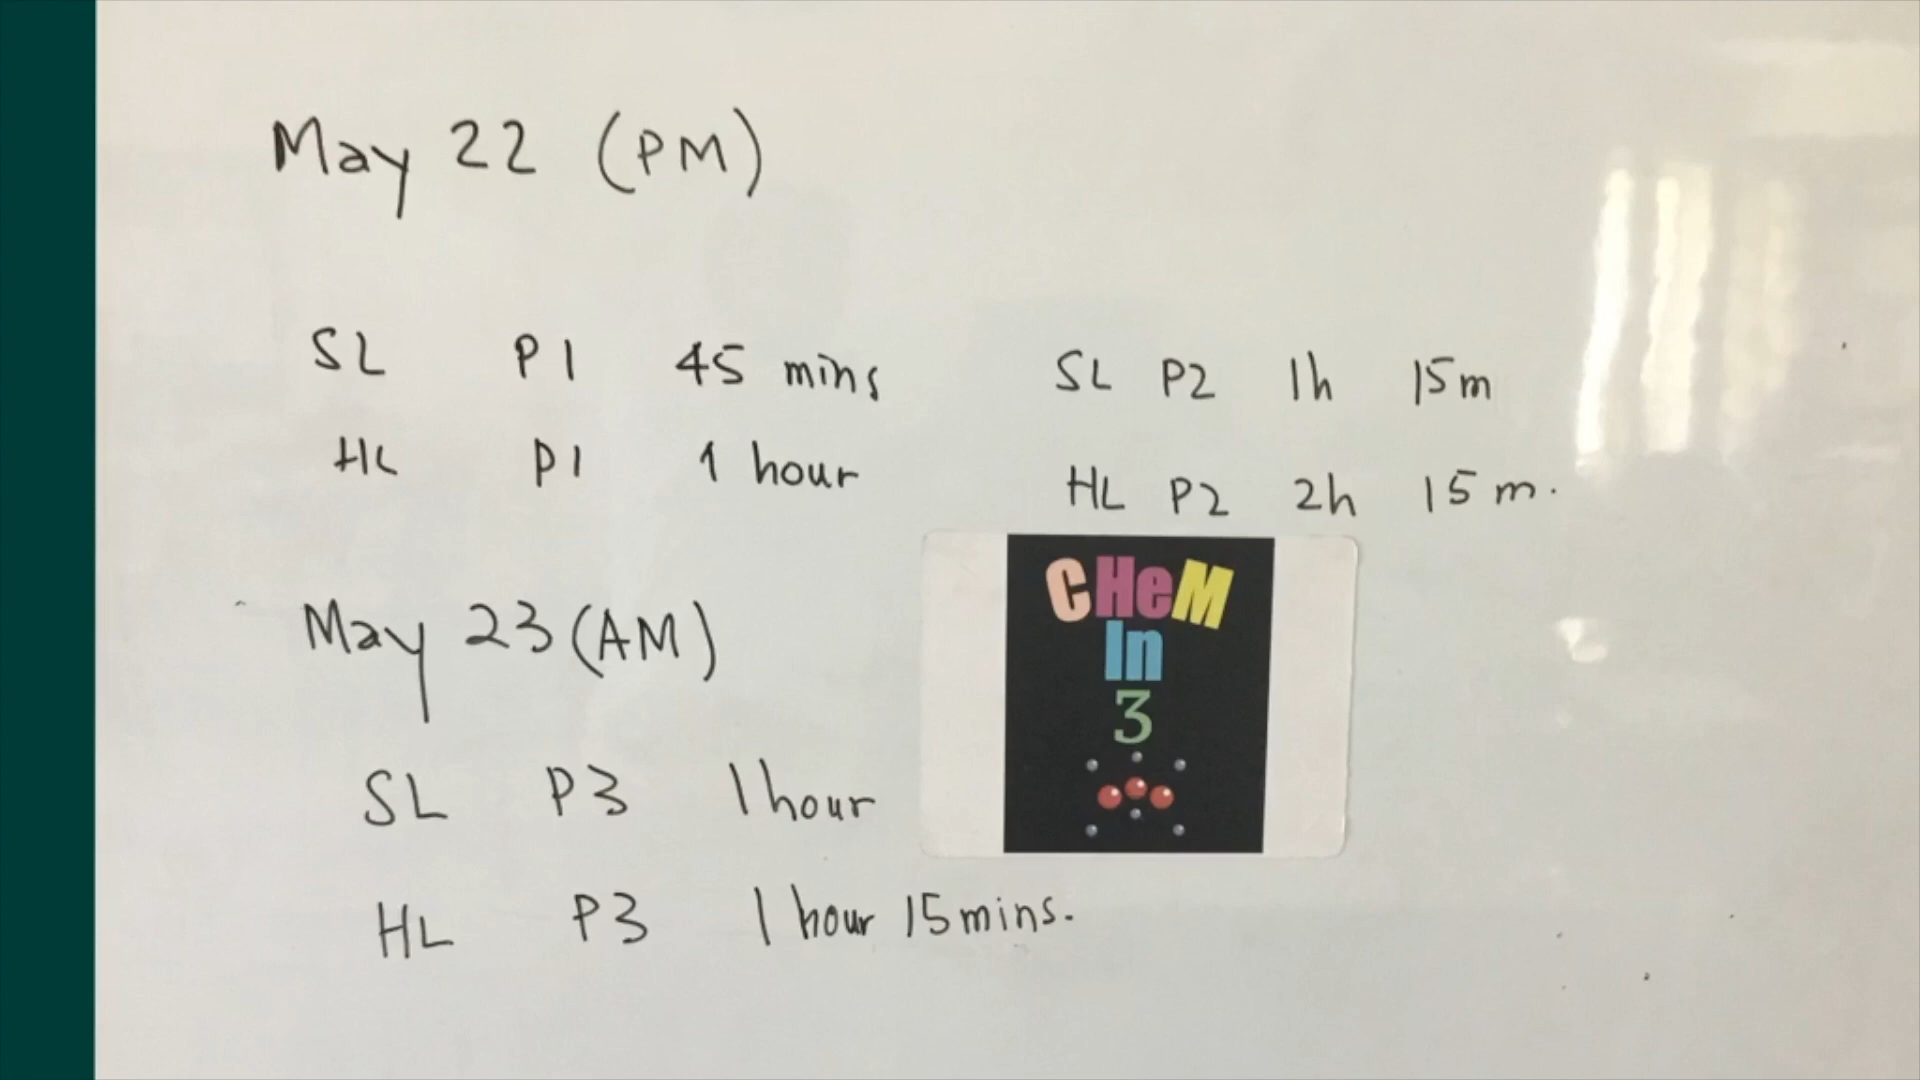 May 22 (PM)
SL P1 45 mins
HL P1 1 hour
SL P2 1h 15m
HL P2 2h 15m.
May 23 (AM)
SL P3 1 hour
HL P3 1 hour 15 mins.
CHeM
In
3